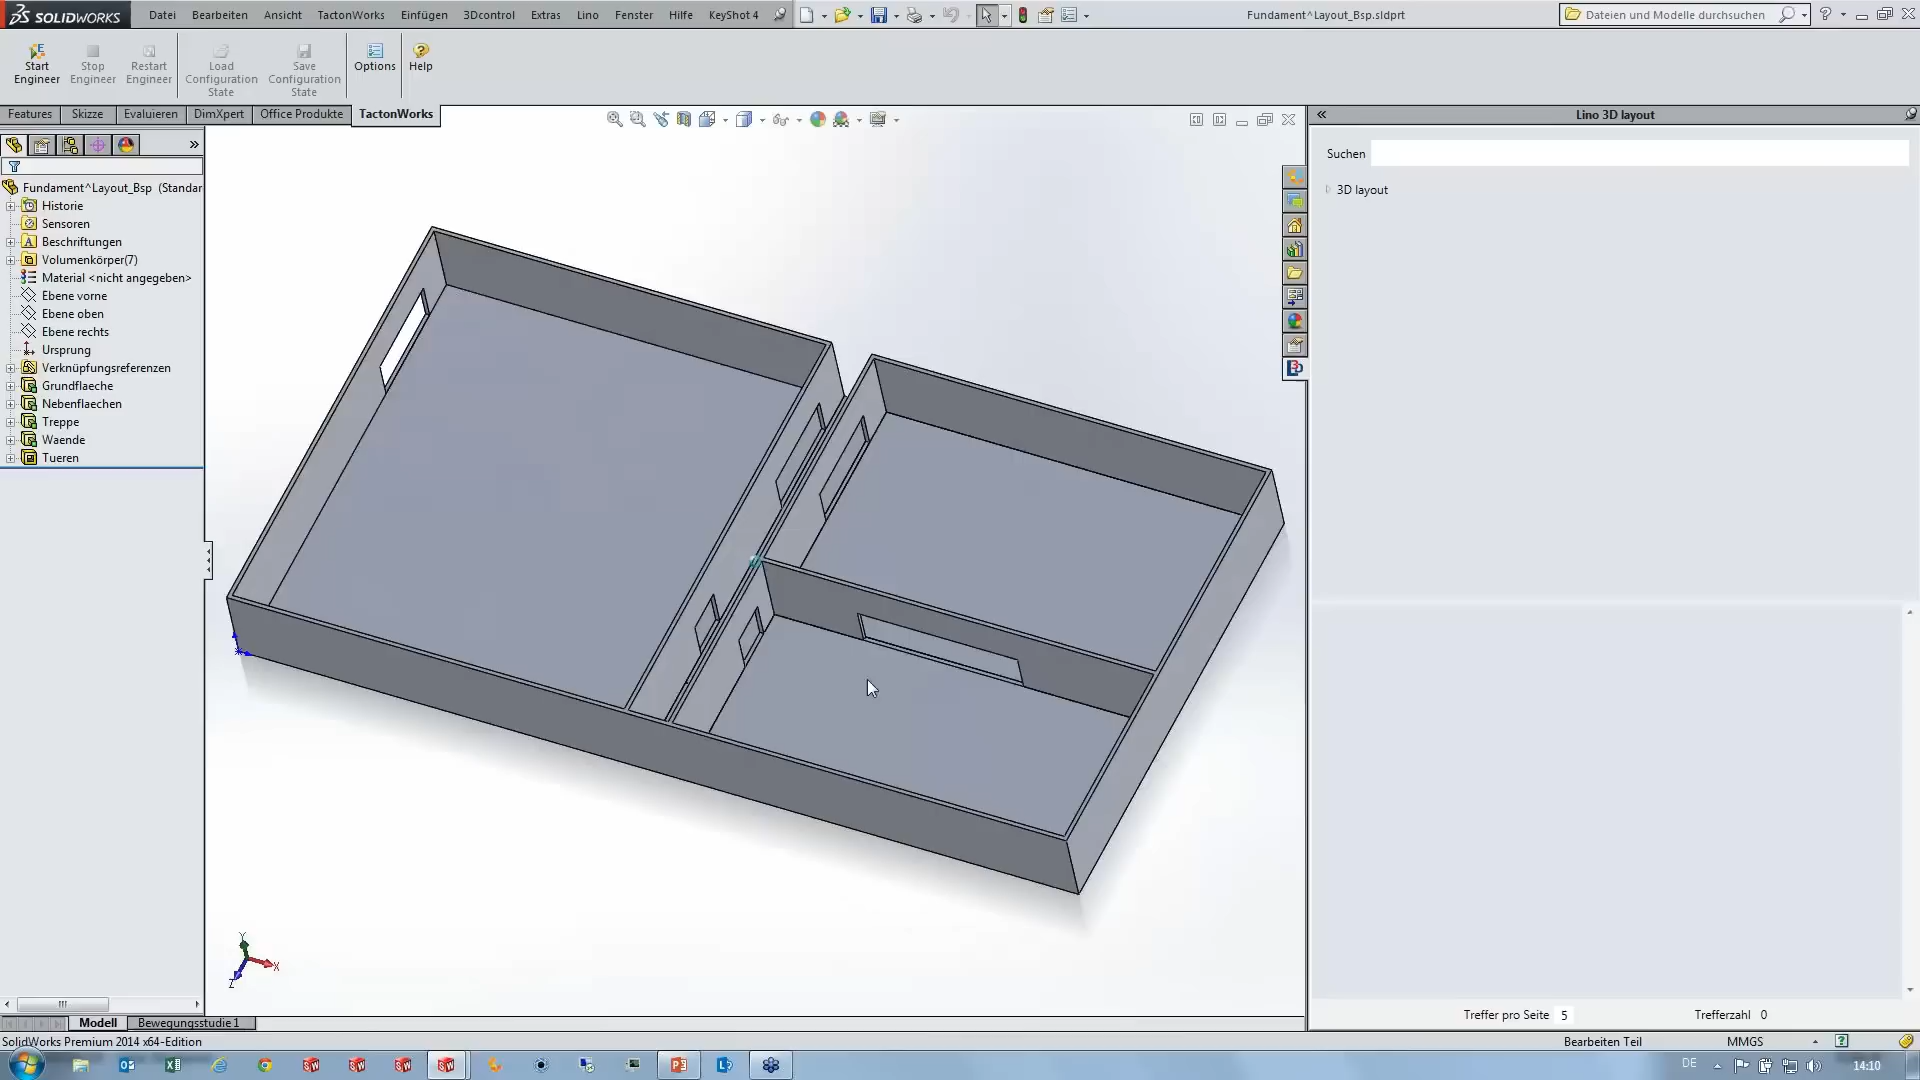 SOLIDWORKS Datei Bearbeiten Ansicht TactonWorks Einfügen 3Dcontrol Extras Lino Fenster Hilfe KeyShot 4 Fundament^Layout_Bsp.sldprt Dateien und Modelle durchsuchen
Start Engineer
Stop Engineer
Restart Engineer
Load Configuration State
Save Configuration State
Options
Help
Features Skizze Evaluieren DimXpert Office Produkte TactonWorks
Lino 3D layout
Suchen
3D layout
Fundament^Layout_Bsp (Standar
Historie
Sensoren
Beschriftungen
Volumenkörper(7)
Material <nicht angegeben>
Ebene vorne
Ebene oben
Ebene rechts
Ursprung
Verknüpfungsreferenzen
Grundflaeche
Nebenflaechen
Treppe
Waende
Tueren
Y
X
Z
Treffer pro Seite 5 Trefferzahl 0
Modell Bewegungsstudie1
SolidWorks Premium 2014 x64-Edition Bearbeiten Teil MMGS
DE 14:10